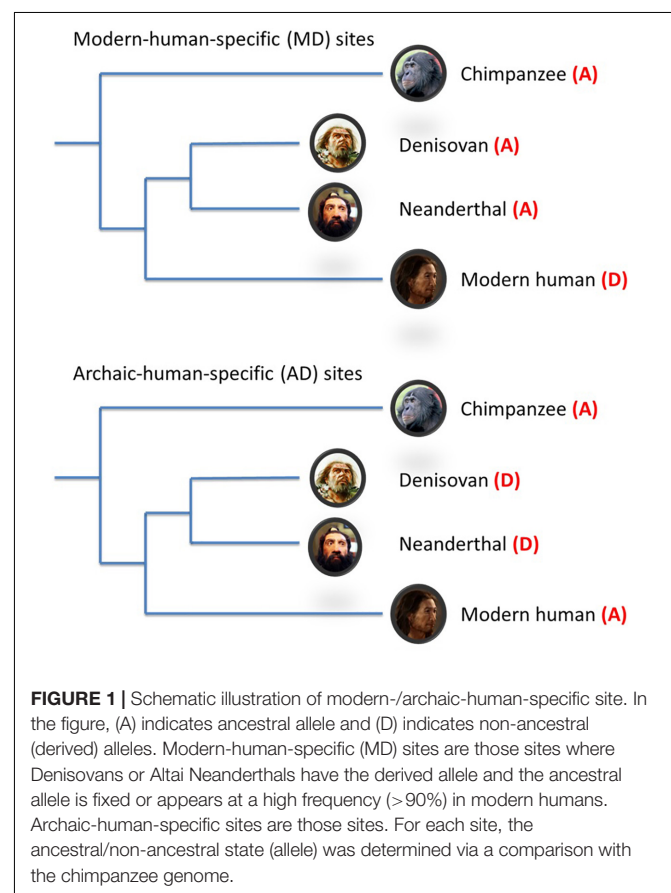 Modern-human-specific (MD) sites
Chimpanzee (A)
Denisovan (A)
Neanderthal (A)
Modern human (D)
Archaic-human-specific (AD) sites
Chimpanzee (A)
Denisovan (D)
Neanderthal (D)
Modern human (A)
FIGURE 1 | Schematic illustration of modern-/archaic-human-specific site. In
the figure, (A) indicates ancestral allele and (D) indicates non-ancestral
(derived) alleles. Modern-human-specific (MD) sites are those sites where
Denisovans or Altai Neanderthals have the derived allele and the ancestral
allele is fixed or appears at a high frequency (>90%) in modern humans.
Archaic-human-specific sites are those sites. For each site, the
ancestral/non-ancestral state (allele) was determined via a comparison with
the chimpanzee genome.